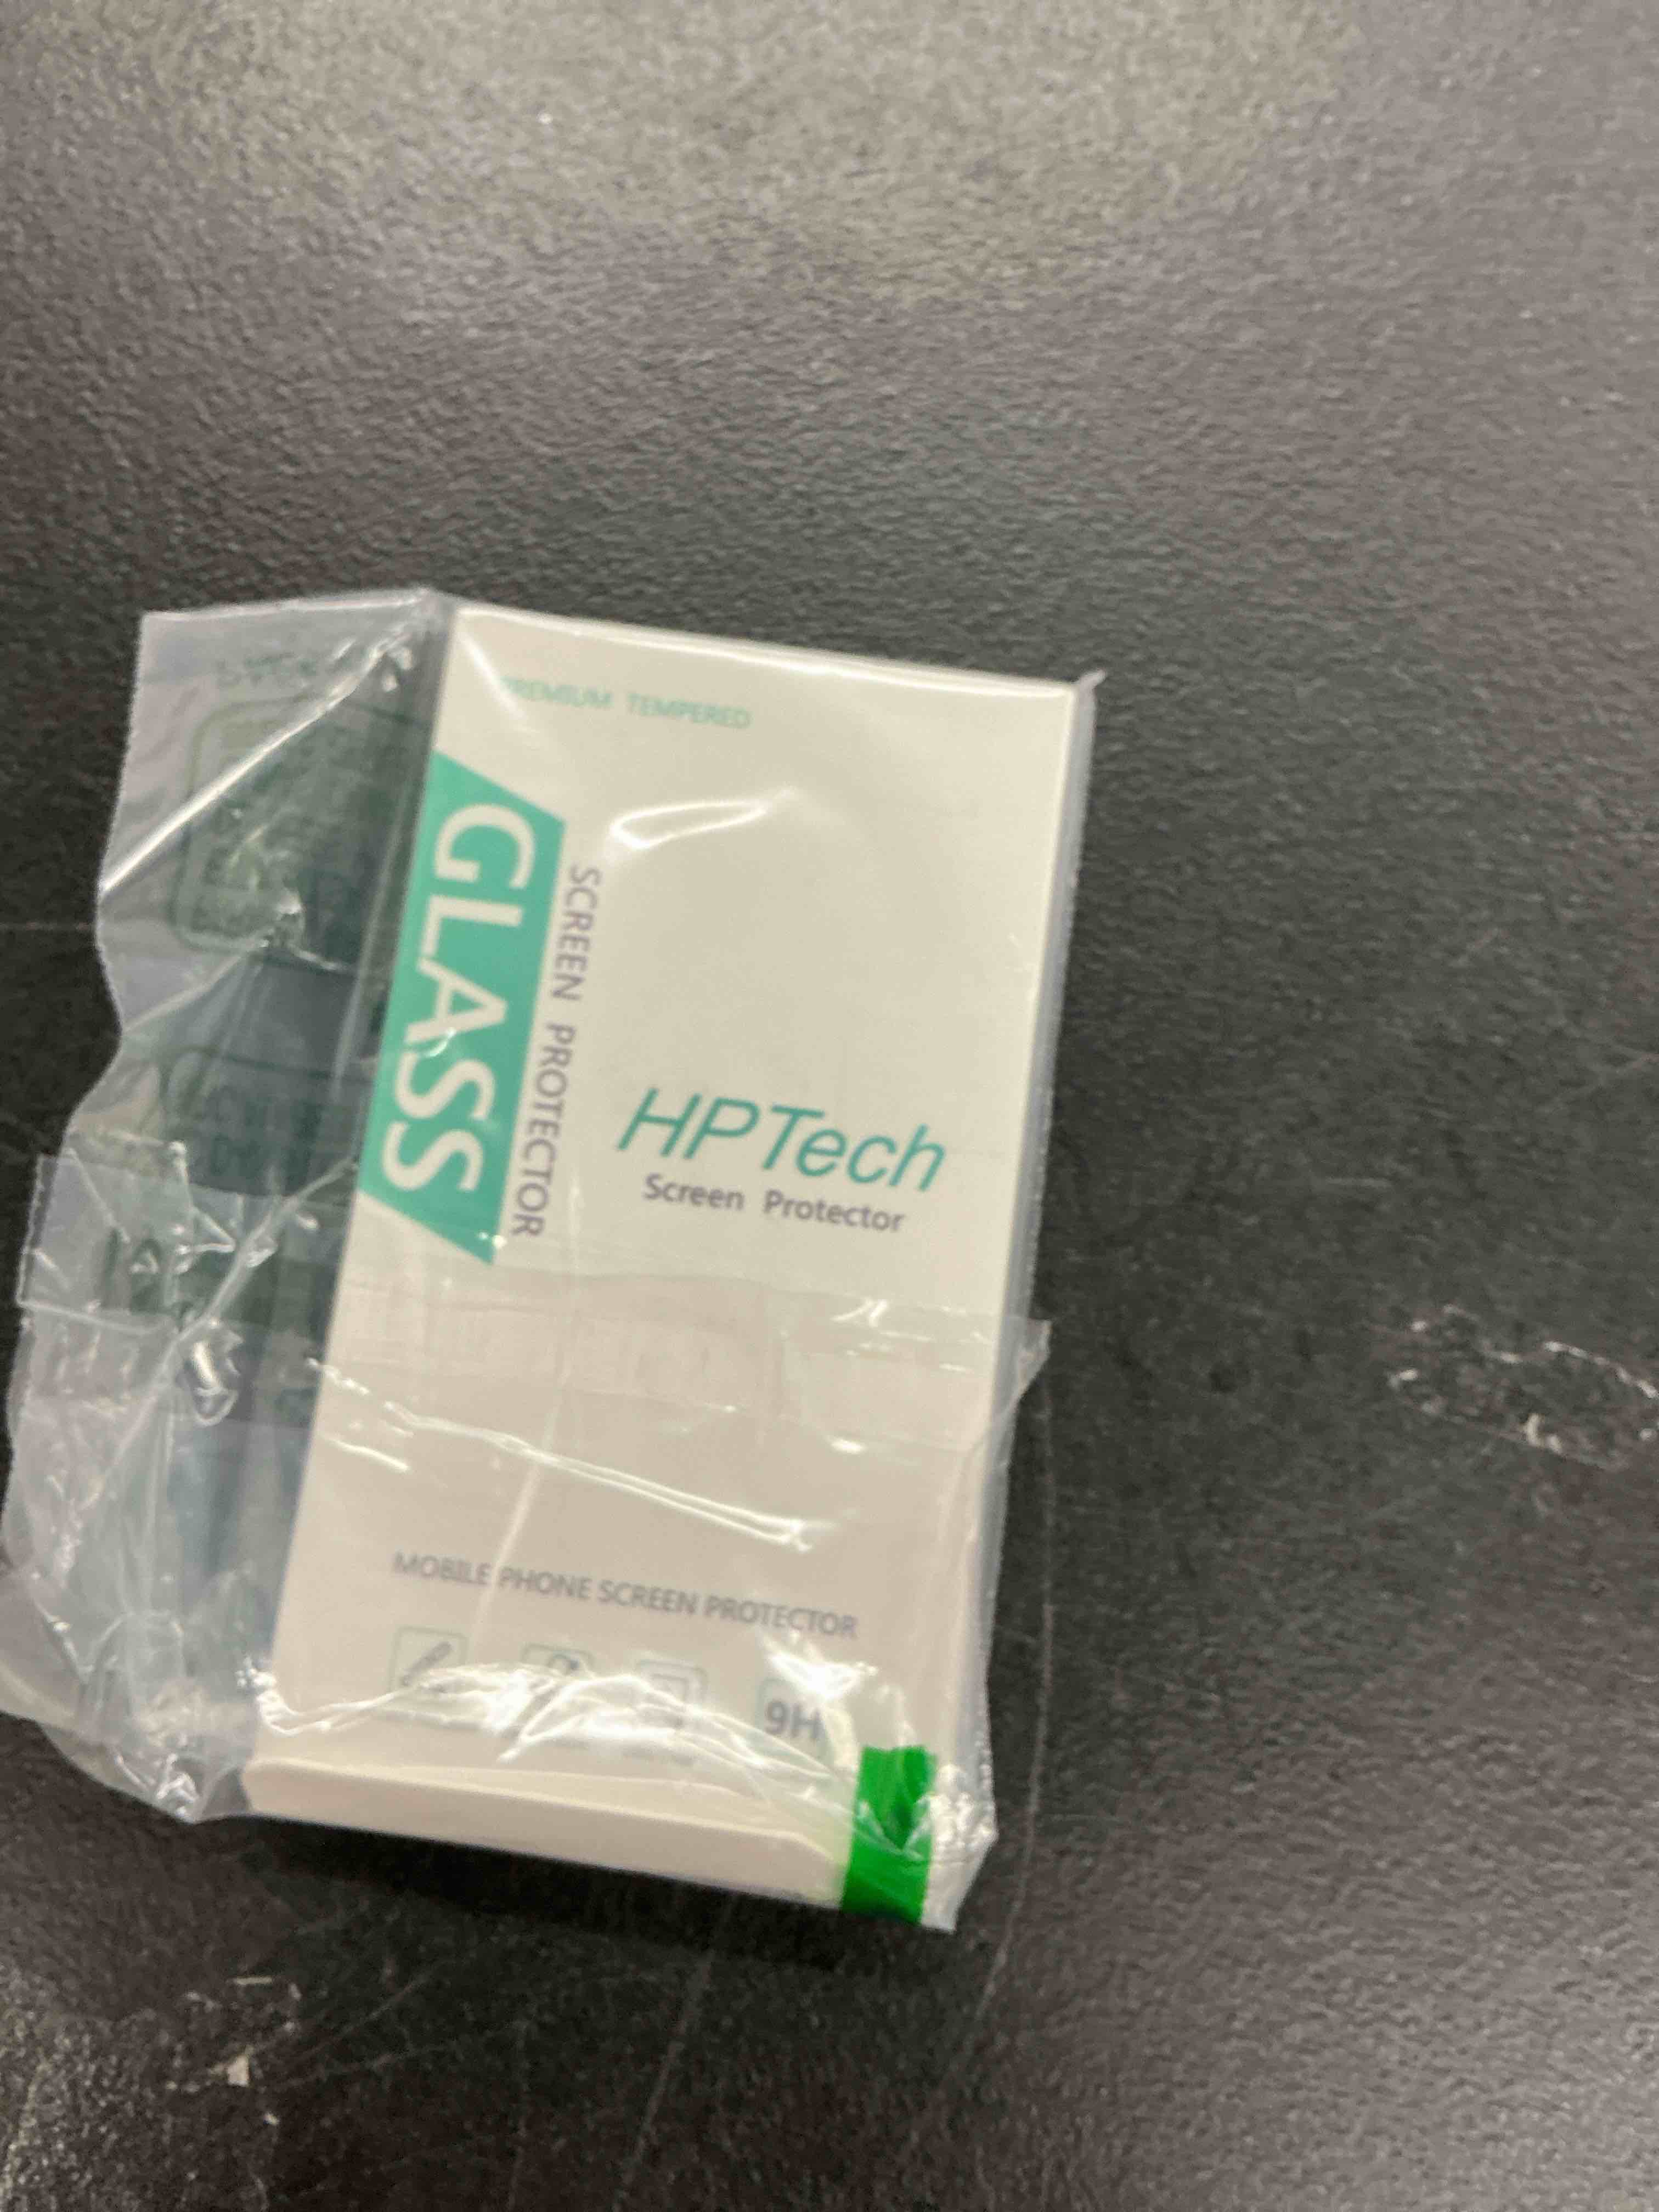 PREMIUM TEMPERED
GLASS
SCREEN PROTECTOR
HPTech
Screen Protector
MOBILE PHONE SCREEN PROTECTOR
9H